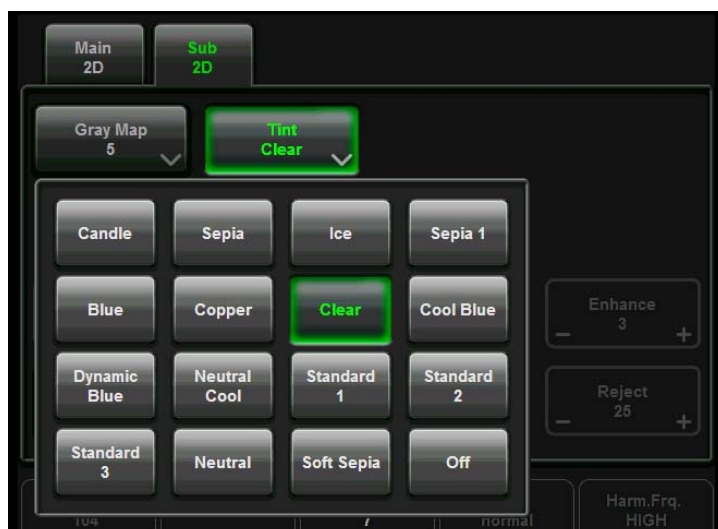 Main
2D
Sub
2D
Gray Map
5
Tint
Clear
Candle
Sepia
Ice
Sepia 1
Blue
Copper
Clear
Cool Blue
Enhance
3
Dynamic
Blue
Neutral
Cool
Standard
1
Standard
2
Reject
25
Standard
3
Neutral
Soft Sepia
Off
104
7
normal
Harm.Frq.
HIGH